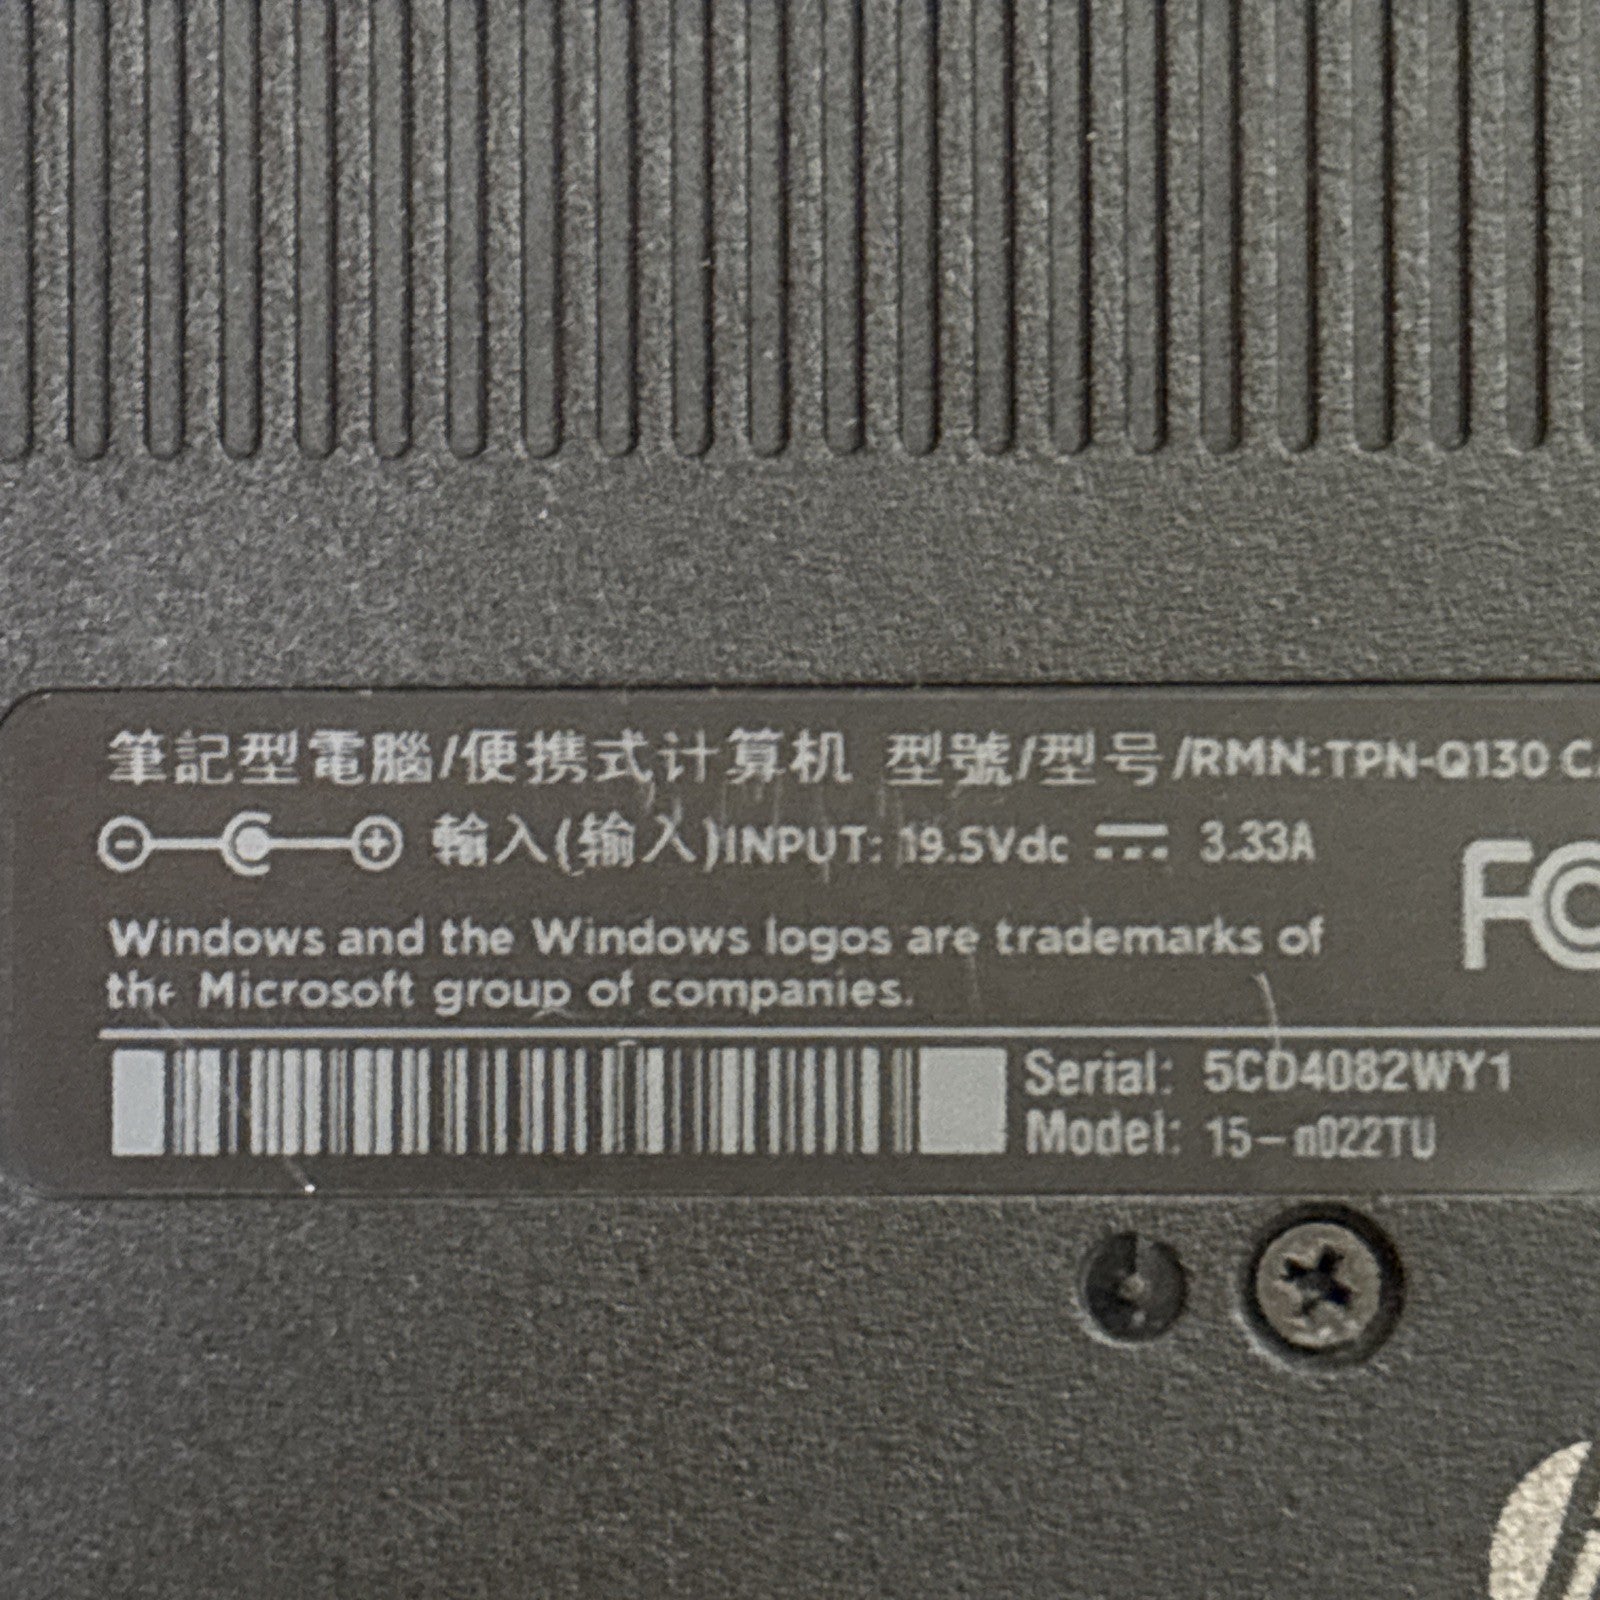 筆記型電腦/便携式计算机 型號/型号/RMN:TPN-Q130
輸入(输入)INPUT: 19.5Vdc 3.33A
FC
Windows and the Windows logos are trademarks of
the Microsoft group of companies.
Serial: 5CD4082WY1
Model: 15-n022TU